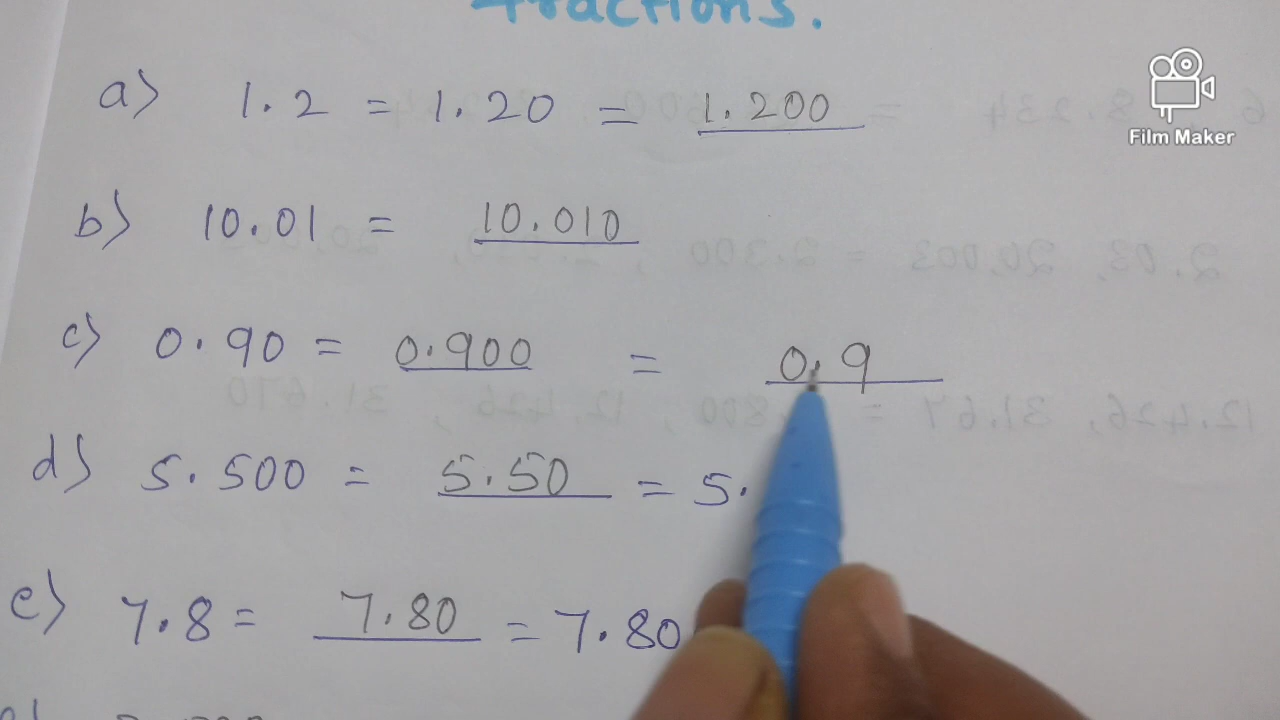 fractions.
a) 1.2 = 1.20 = 1.200
Film Maker
b) 10.01 = 10.010
c) 0.90 = 0.900 = 0.9
d) 5.500 = 5.50 = 5.
e) 7.8 = 7.80 = 7.80